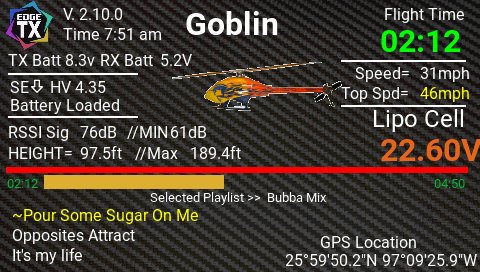 EDGE
TX
V. 2.10.0
Time 7:51 am
Goblin
Flight Time
02:12
TX Batt 8.3v RX Batt 5.2V
Speed= 31mph
SE HV 4.35
Top Spd= 46mph
Battery Loaded
Lipo Cell
RSSI Sig 76dB //MIN61dB
HEIGHT= 97.5ft //Max 189.4ft
22.60V
02:12
04:50
Selected Playlist >> Bubba Mix
~Pour Some Sugar On Me
Opposites Attract
It's my life
GPS Location
25°59'50.2"N 97°09'25.9"W